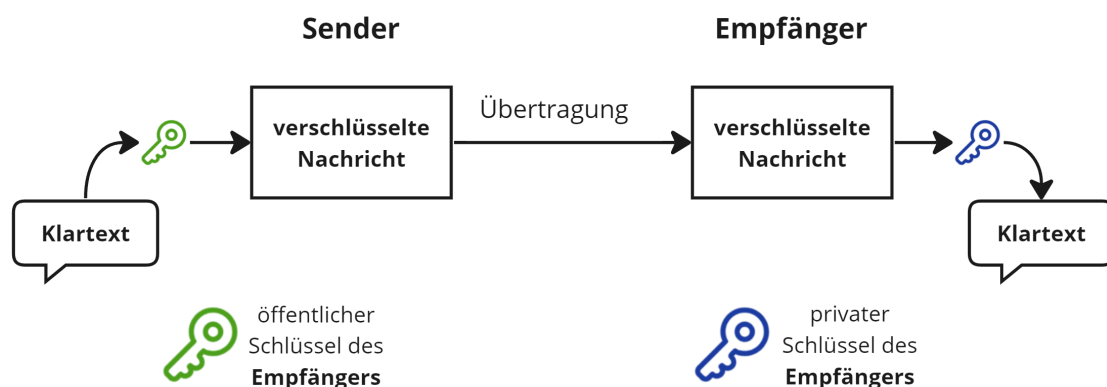 Sender
Empfänger
Übertragung
verschlüsselte
Nachricht
verschlüsselte
Nachricht
Klartext
Klartext
öffentlicher
Schlüssel des
Empfängers
privater
Schlüssel des
Empfängers